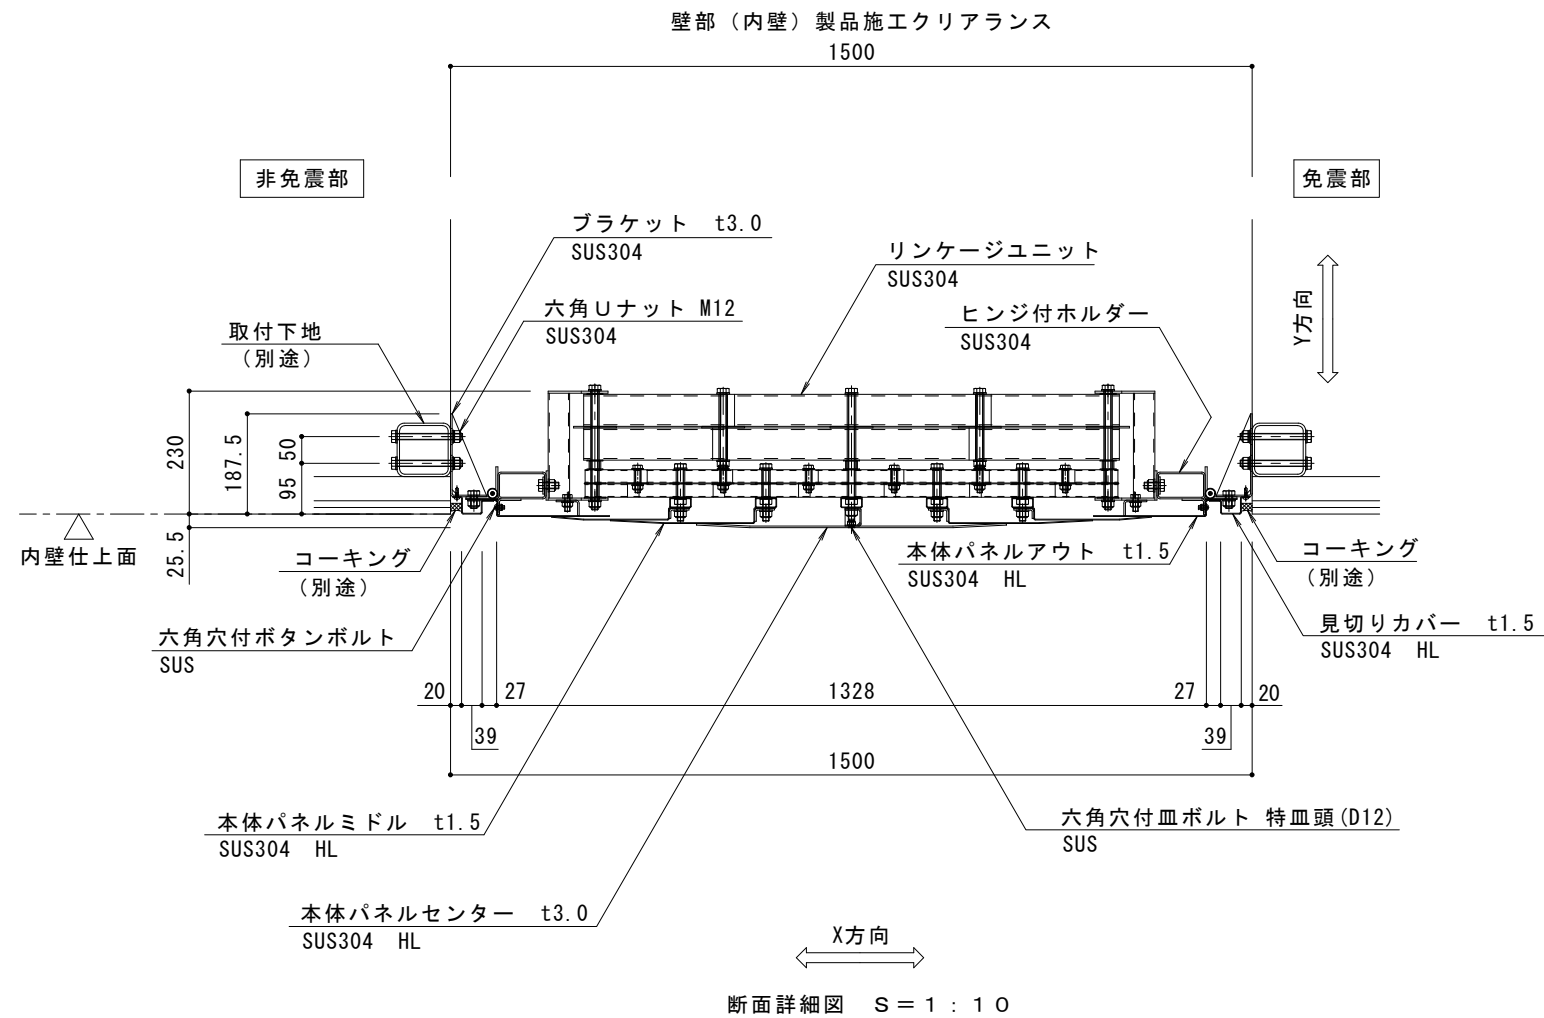 壁部（内壁）製品施工クリアランス
1500
非免震部
免震部
ブラケット t3.0
SUS304
リンケージユニット
SUS304
六角Uナット M12
SUS304
ヒンジ付ホルダー
SUS304
Y方向
取付下地
（別途）
230
187.5
50
95
25.5
内壁仕上面
コーキング
（別途）
本体パネルアウト t1.5
SUS304 HL
コーキング
（別途）
六角穴付ボタンボルト
SUS
見切りカバー t1.5
SUS304 HL
20
27
1328
27
20
39
39
1500
本体パネルミドル t1.5
SUS304 HL
六角穴付皿ボルト 特皿頭(D12)
SUS
本体パネルセンター t3.0
SUS304 HL
X方向
断面詳細図 S＝1：10